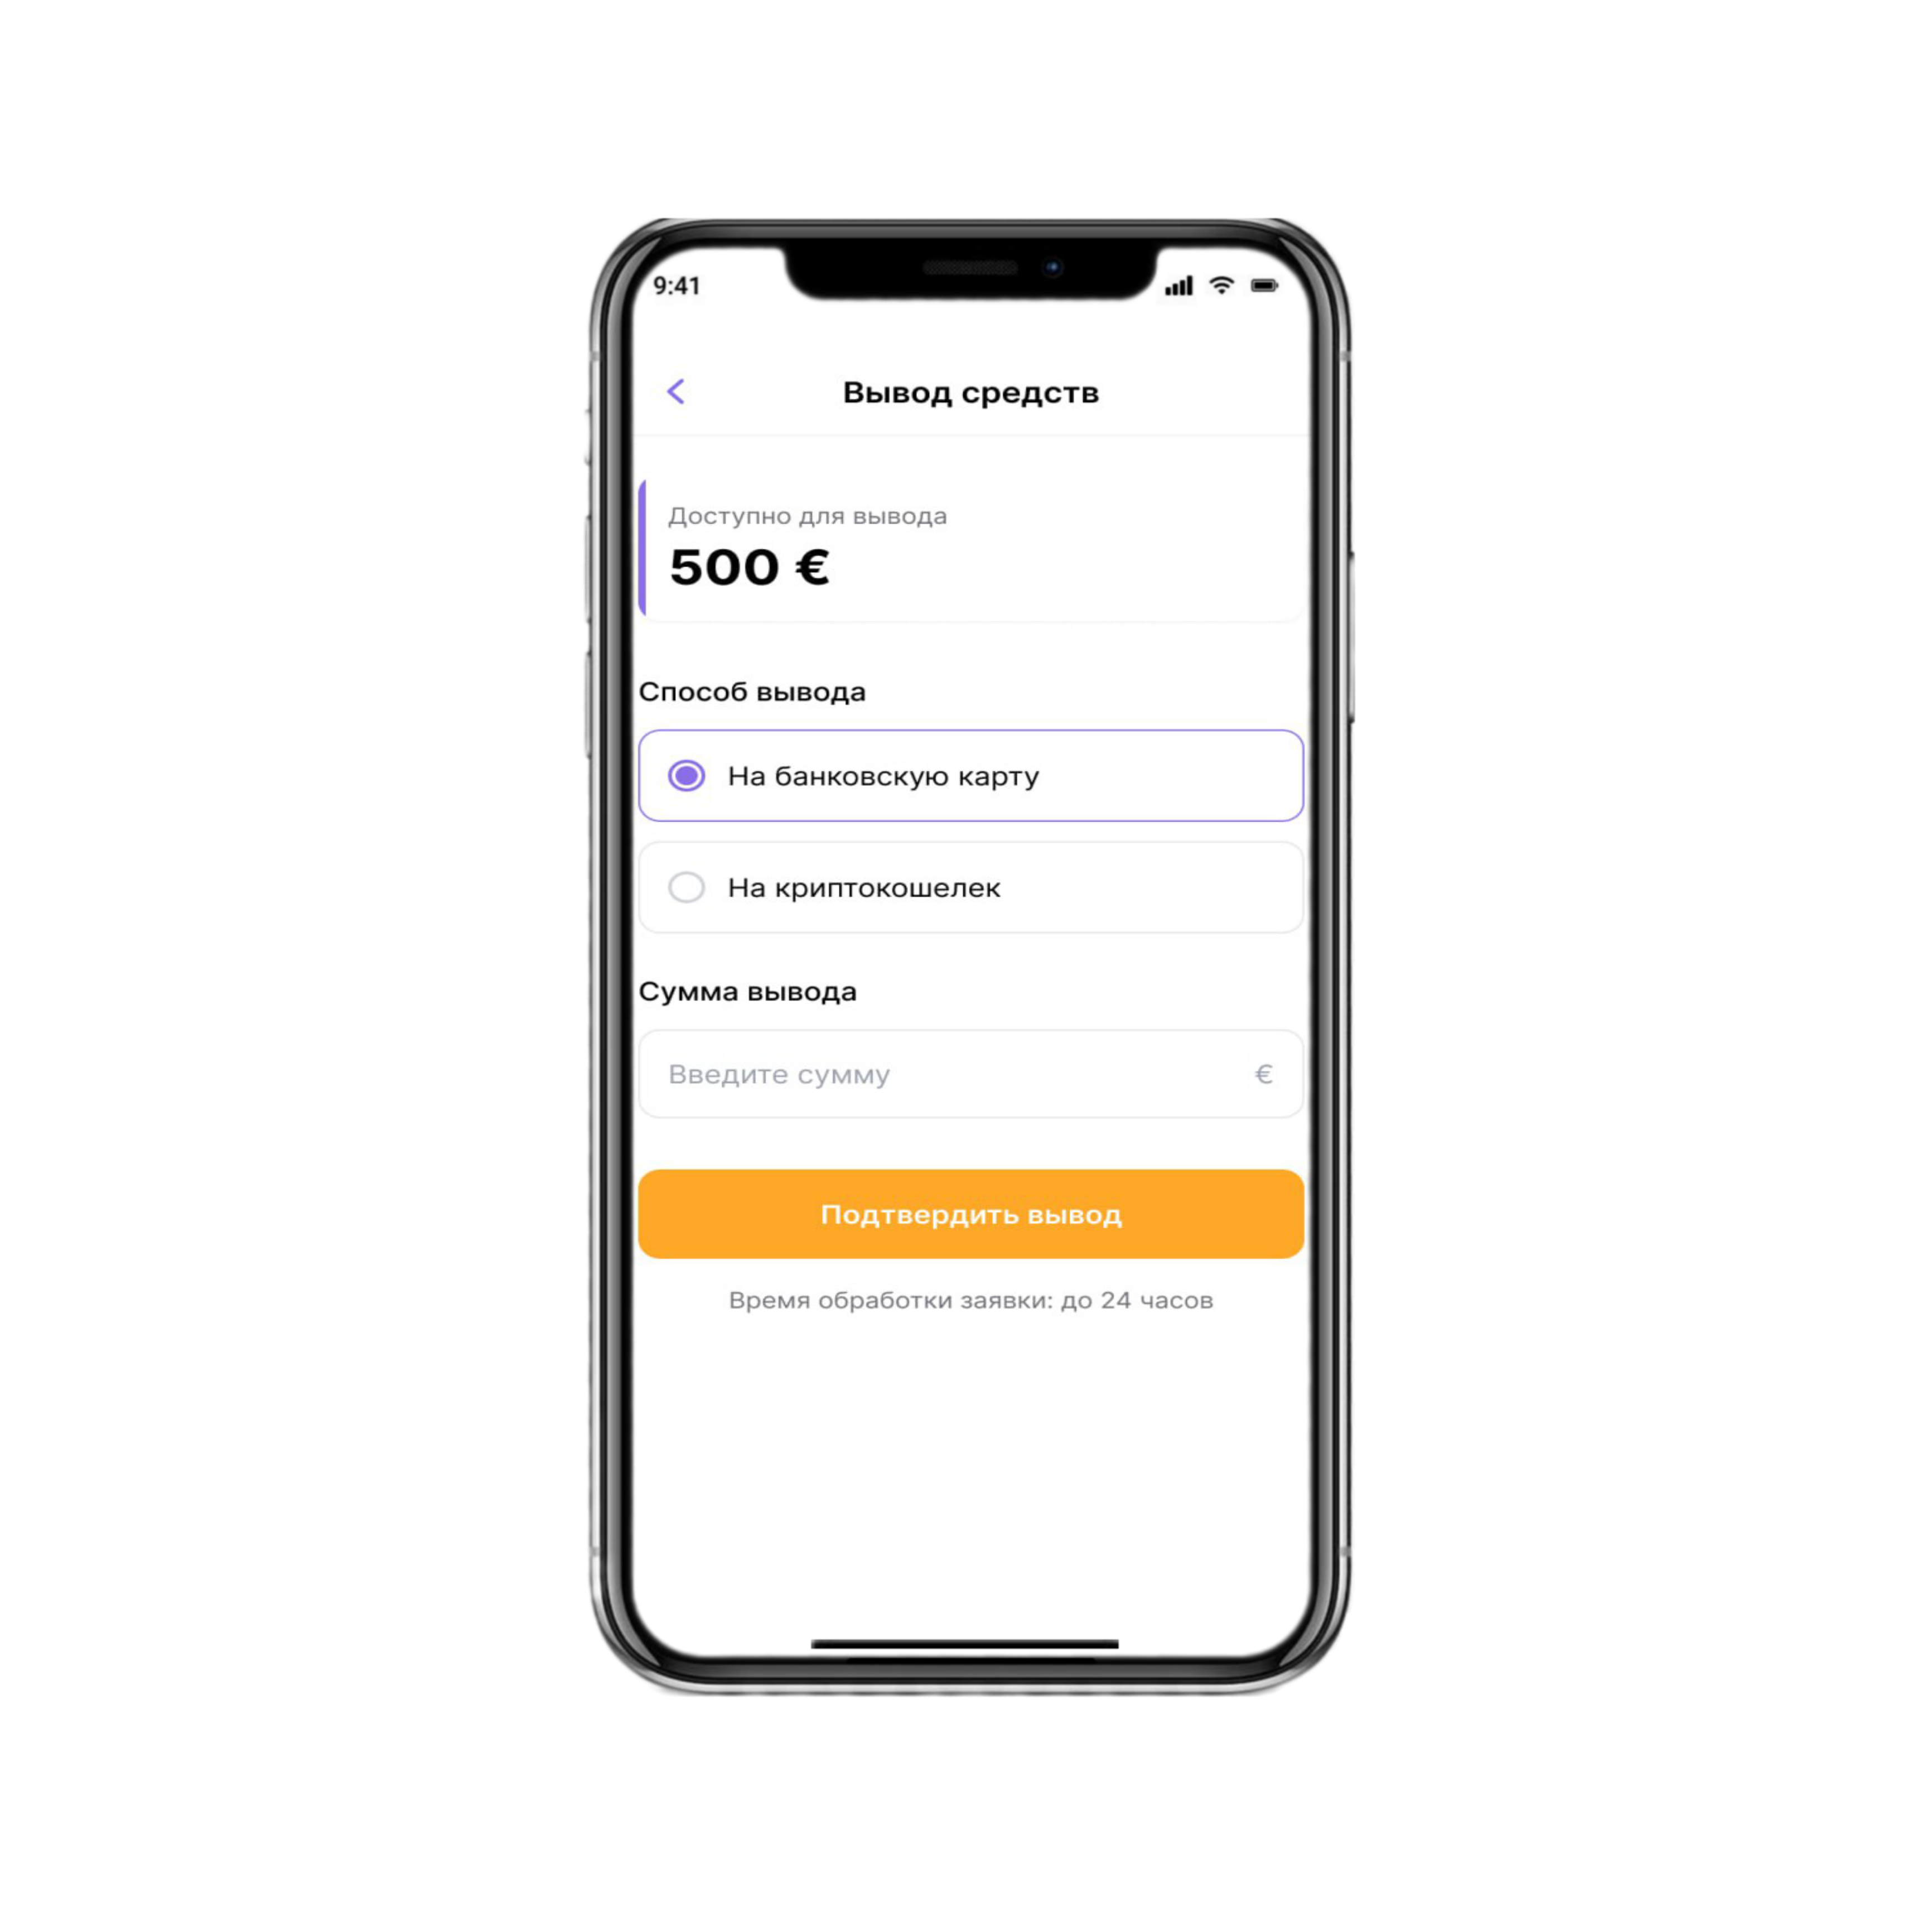 9:41
Вывод средств
Доступно для вывода
500 €
Способ вывода
На банковскую карту
На криптокошелек
Сумма вывода
Введите сумму €
Подтвердить вывод
Время обработки заявки: до 24 часов